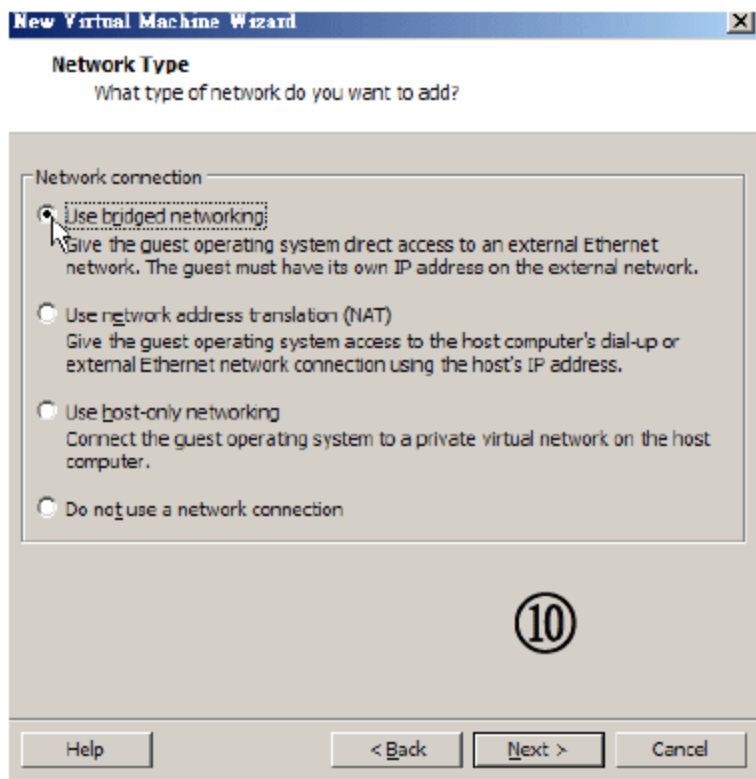 New Virtual Machine Wizard
Network Type
What type of network do you want to add?
Network connection
Use bridged networking
Give the guest operating system direct access to an external Ethernet
network. The guest must have its own IP address on the external network.
Use network address translation (NAT)
Give the guest operating system access to the host computer's dial-up or
external Ethernet network connection using the host's IP address.
Use host-only networking
Connect the guest operating system to a private virtual network on the host
computer.
Do not use a network connection
⑩
Help < Back Next > Cancel